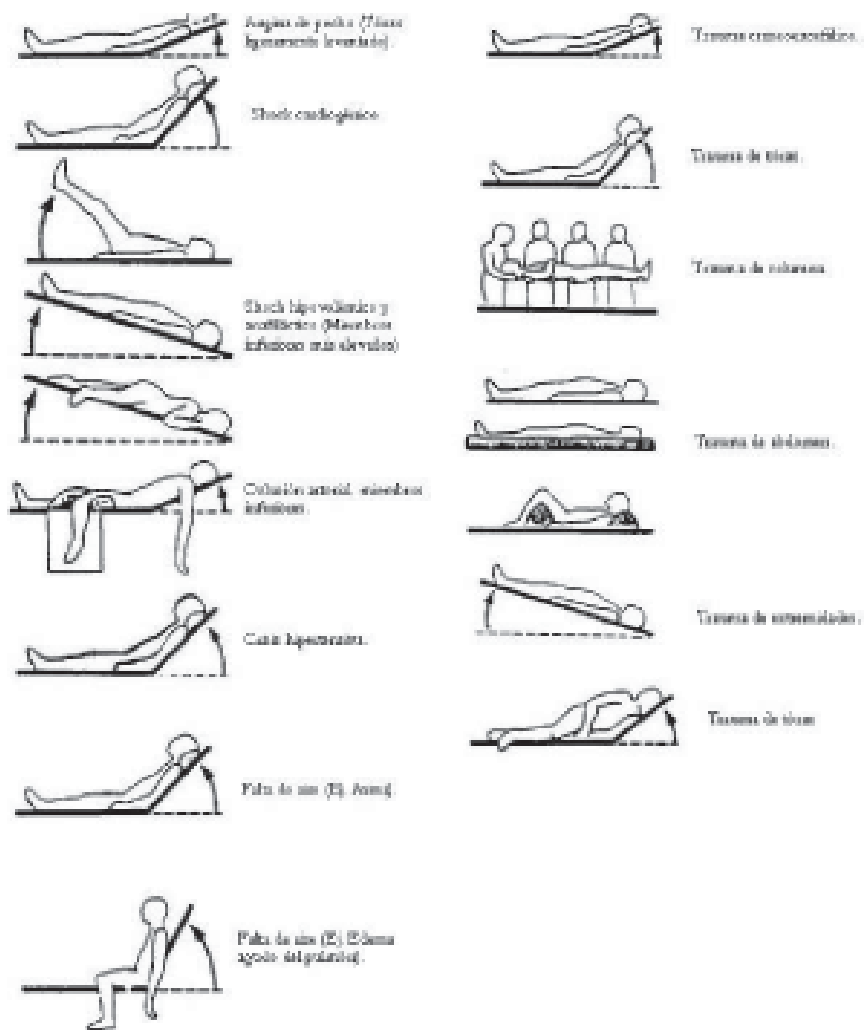 Angina de pecho (Tórax
ligeramente levantado).
Shock cardiogénico
Shock hipovolémico y
anafiláctico (Miembros
inferiores más elevados)
Oclusión arterial miembros
inferiores.
Crisis hipertensiva.
Falta de aire (Ej. Asma).
Falta de aire (Ej. Edema
agudo del pulmón).
Trauma craneoencefálico.
Trauma de tórax.
Trauma de columna
Trauma de abdomen.
Trauma de extremidades.
Trauma de tórax